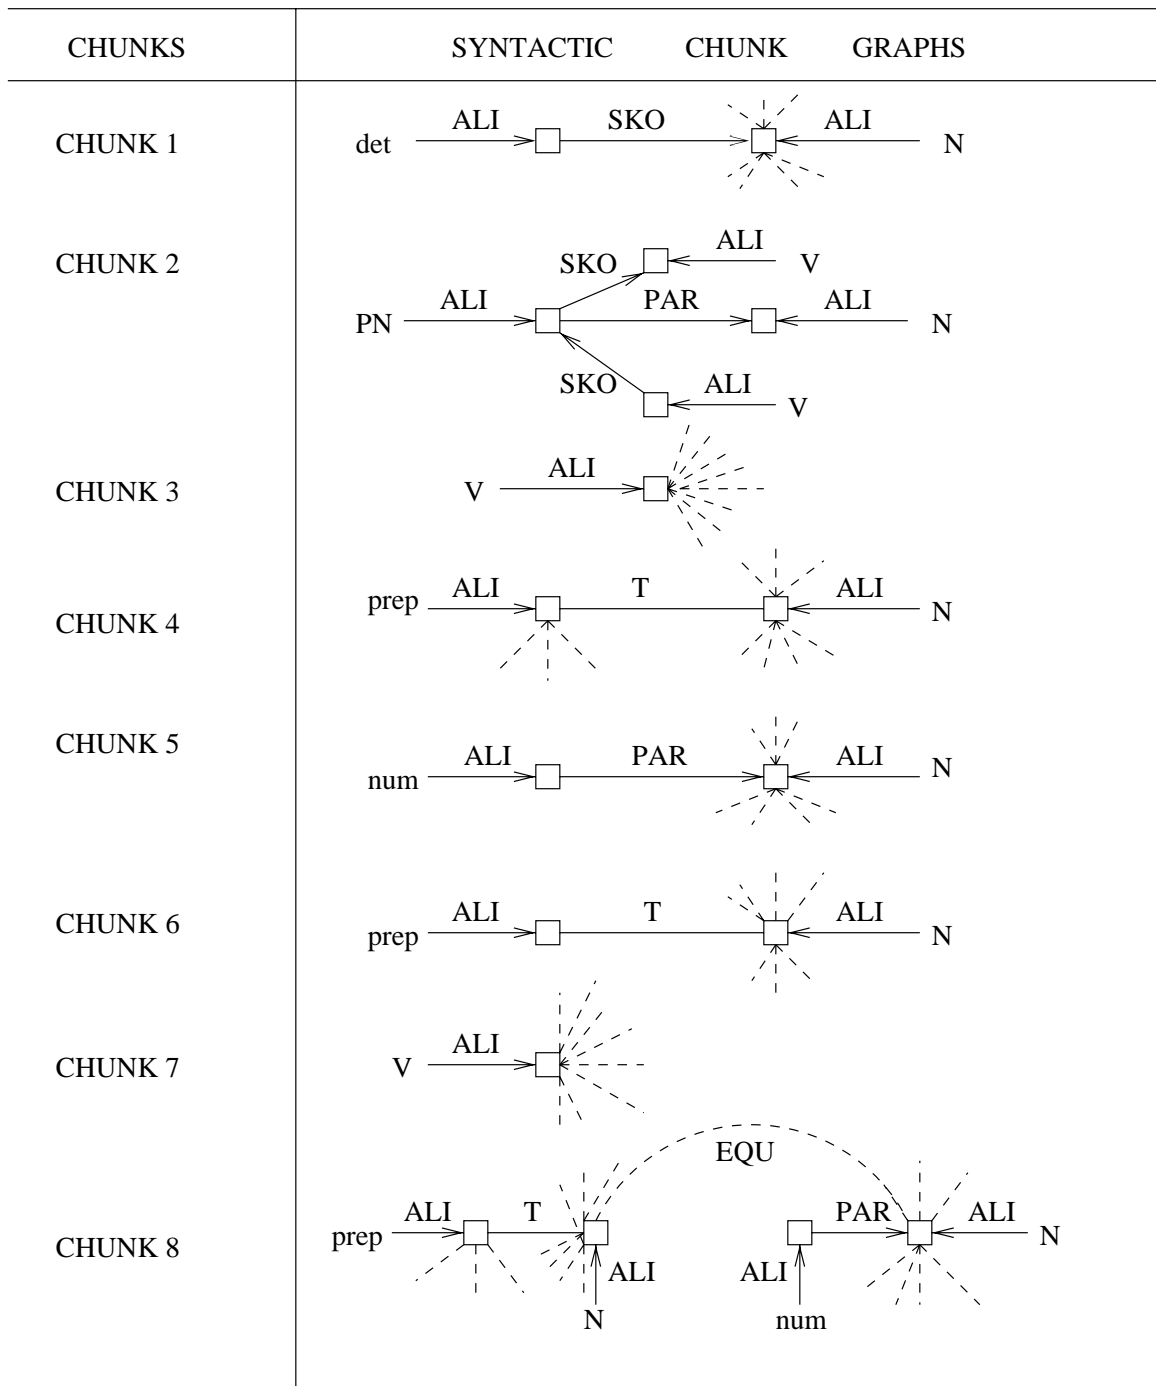 CHUNKS SYNTACTIC CHUNK GRAPHS
CHUNK 1 det ALI SKO ALI N
CHUNK 2 SKO ALI V
PN ALI PAR ALI N
SKO ALI V
CHUNK 3 V ALI
CHUNK 4 prep ALI T ALI N
CHUNK 5 num ALI PAR ALI N
CHUNK 6 prep ALI T ALI N
CHUNK 7 V ALI
EQU
CHUNK 8 prep ALI T PAR ALI N
ALI ALI
N num